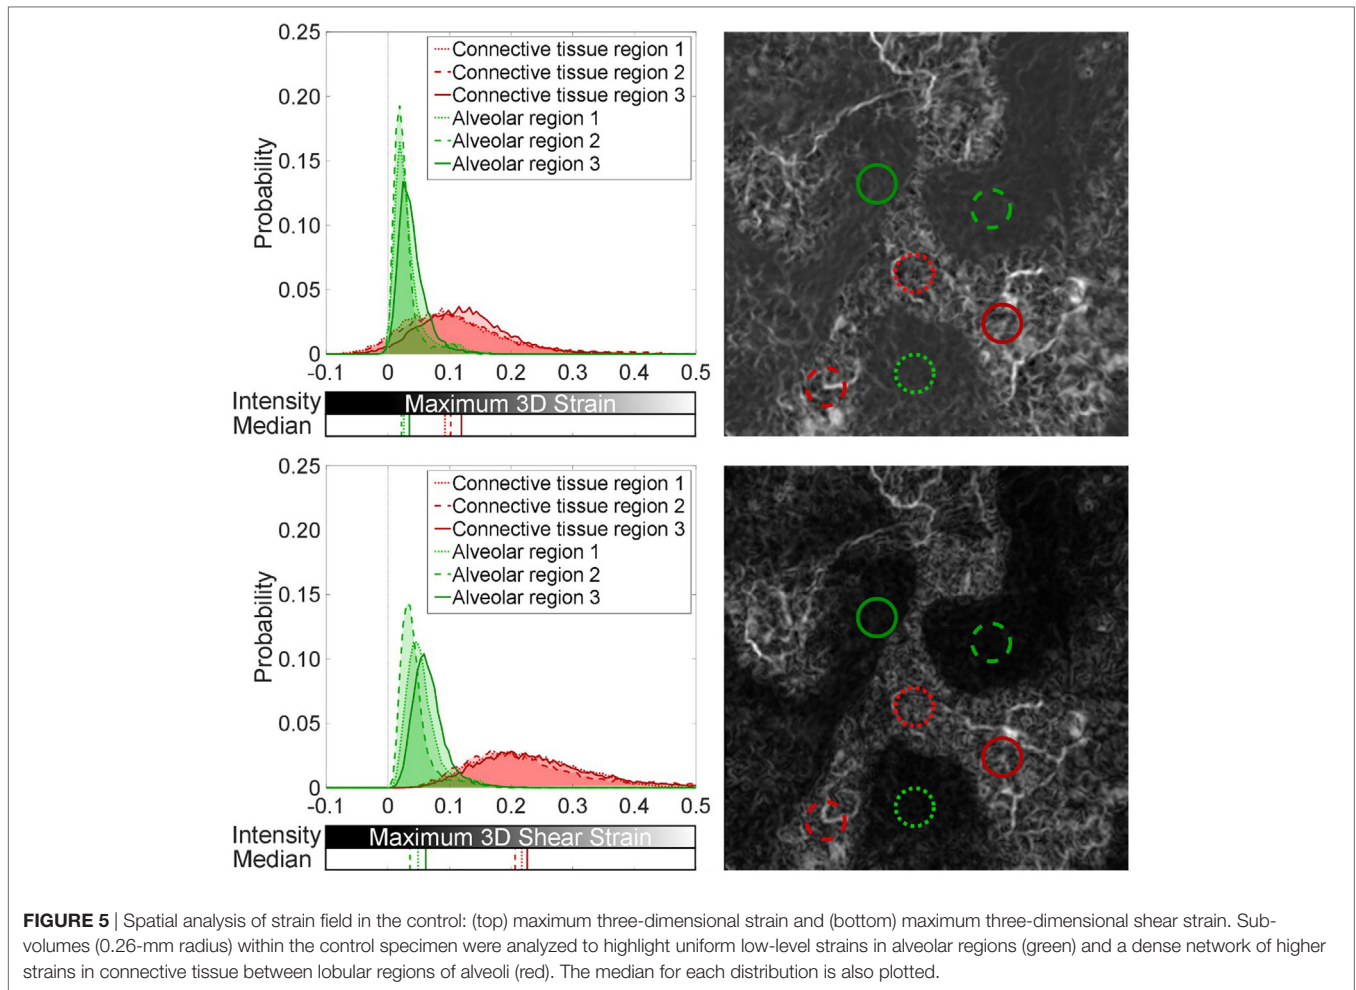 0.25
0.20
0.15
0.10
0.05
0
Probability
Connective tissue region 1
Connective tissue region 2
Connective tissue region 3
Alveolar region 1
Alveolar region 2
Alveolar region 3
-0.1 0 0.1 0.2 0.3 0.4 0.5
Intensity Maximum 3D Strain
Median
0.25
0.20
0.15
0.10
0.05
0
Probability
Connective tissue region 1
Connective tissue region 2
Connective tissue region 3
Alveolar region 1
Alveolar region 2
Alveolar region 3
-0.1 0 0.1 0.2 0.3 0.4 0.5
Intensity Maximum 3D Shear Strain
Median
FIGURE 5 | Spatial analysis of strain field in the control: (top) maximum three-dimensional strain and (bottom) maximum three-dimensional shear strain. Sub-
volumes (0.26-mm radius) within the control specimen were analyzed to highlight uniform low-level strains in alveolar regions (green) and a dense network of higher
strains in connective tissue between lobular regions of alveoli (red). The median for each distribution is also plotted.